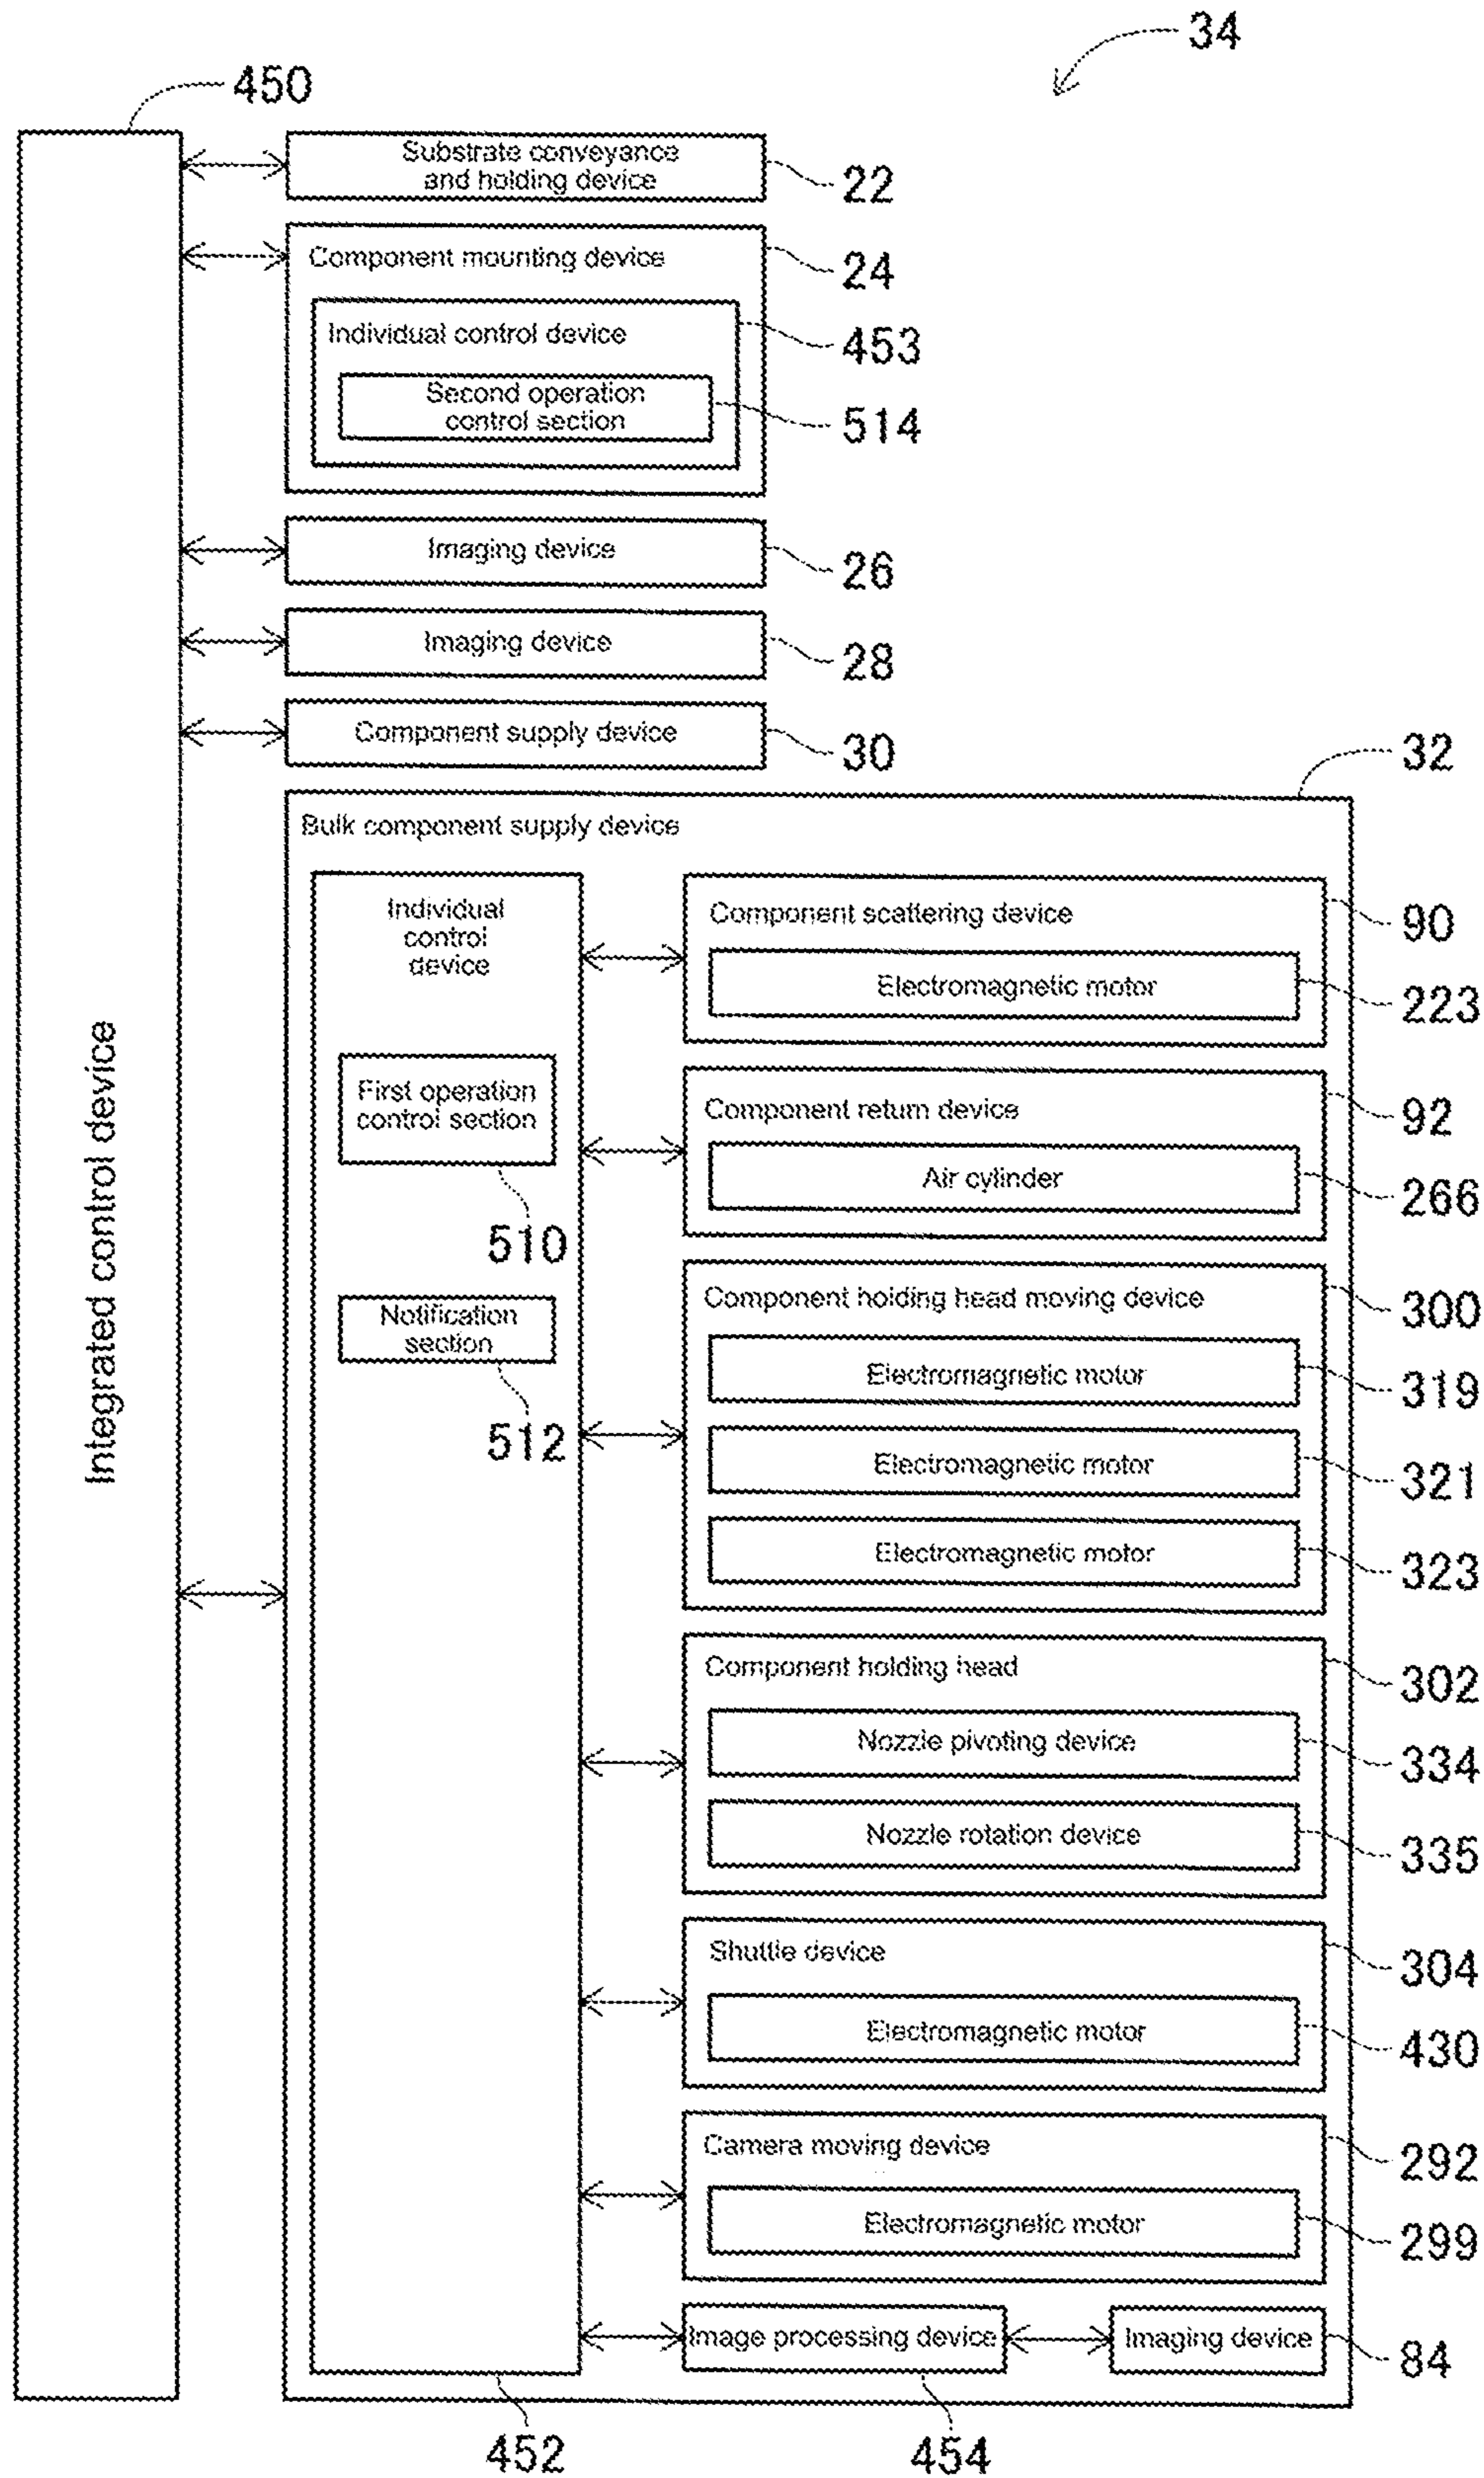 34
450
Integrated control device
Substrate conveyance
and holding device
22
Component mounting device
24
Individual control device
453
Second operation
control section
514
Imaging device
26
Imaging device
28
Component supply device
30
32
Bulk component supply device
Individual
control
device
First operation
control section
510
Notification
section
512
452
Component scattering device
90
Electromagnetic motor
223
Component return device
92
Air cylinder
266
Component holding head moving device
300
Electromagnetic motor
319
Electromagnetic motor
321
Electromagnetic motor
323
Component holding head
302
Nozzle pivoting device
334
Nozzle rotation device
335
Shuttle device
304
Electromagnetic motor
430
Camera moving device
292
Electromagnetic motor
299
Image processing device
454
Imaging device
84